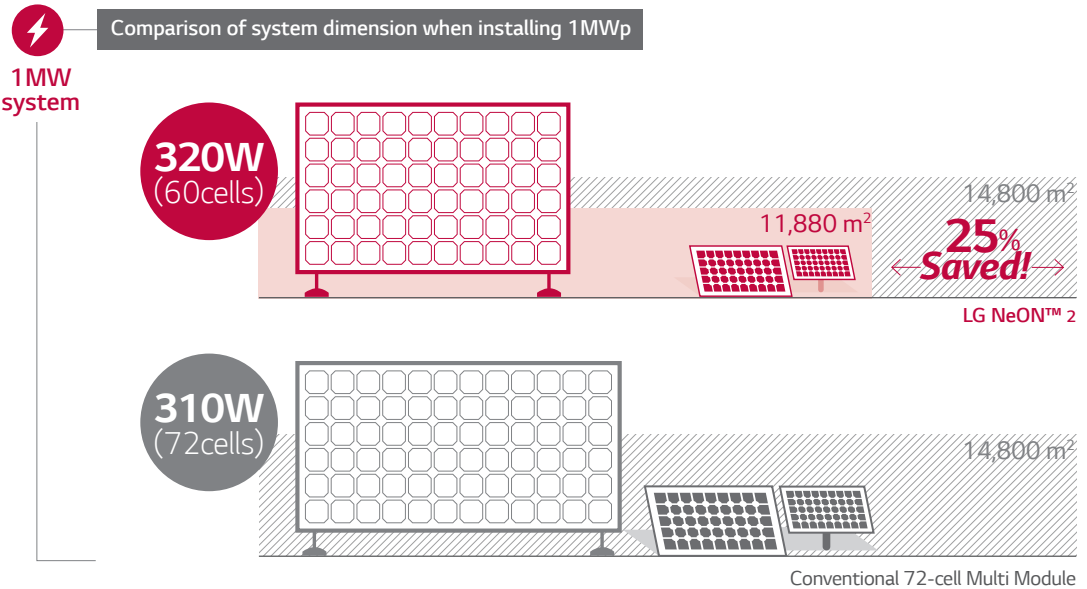 Comparison of system dimension when installing 1MWp
1MW
system
320W
(60cells)
14,800 m²
11,880 m²
25%
Saved!
LG NeON™ 2
310W
(72cells)
14,800 m²
Conventional 72-cell Multi Module